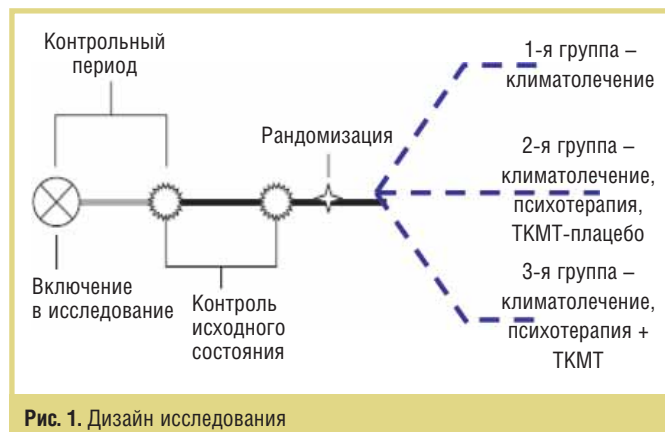 Контрольный
период
Рандомизация
Включение
в исследование
Контроль
исходного
состояния
1-я группа –
климатолечение
2-я группа –
климатолечение,
психотерапия,
ТКМТ-плацебо
3-я группа –
климатолечение,
психотерапия +
ТКМТ
Рис. 1. Дизайн исследования